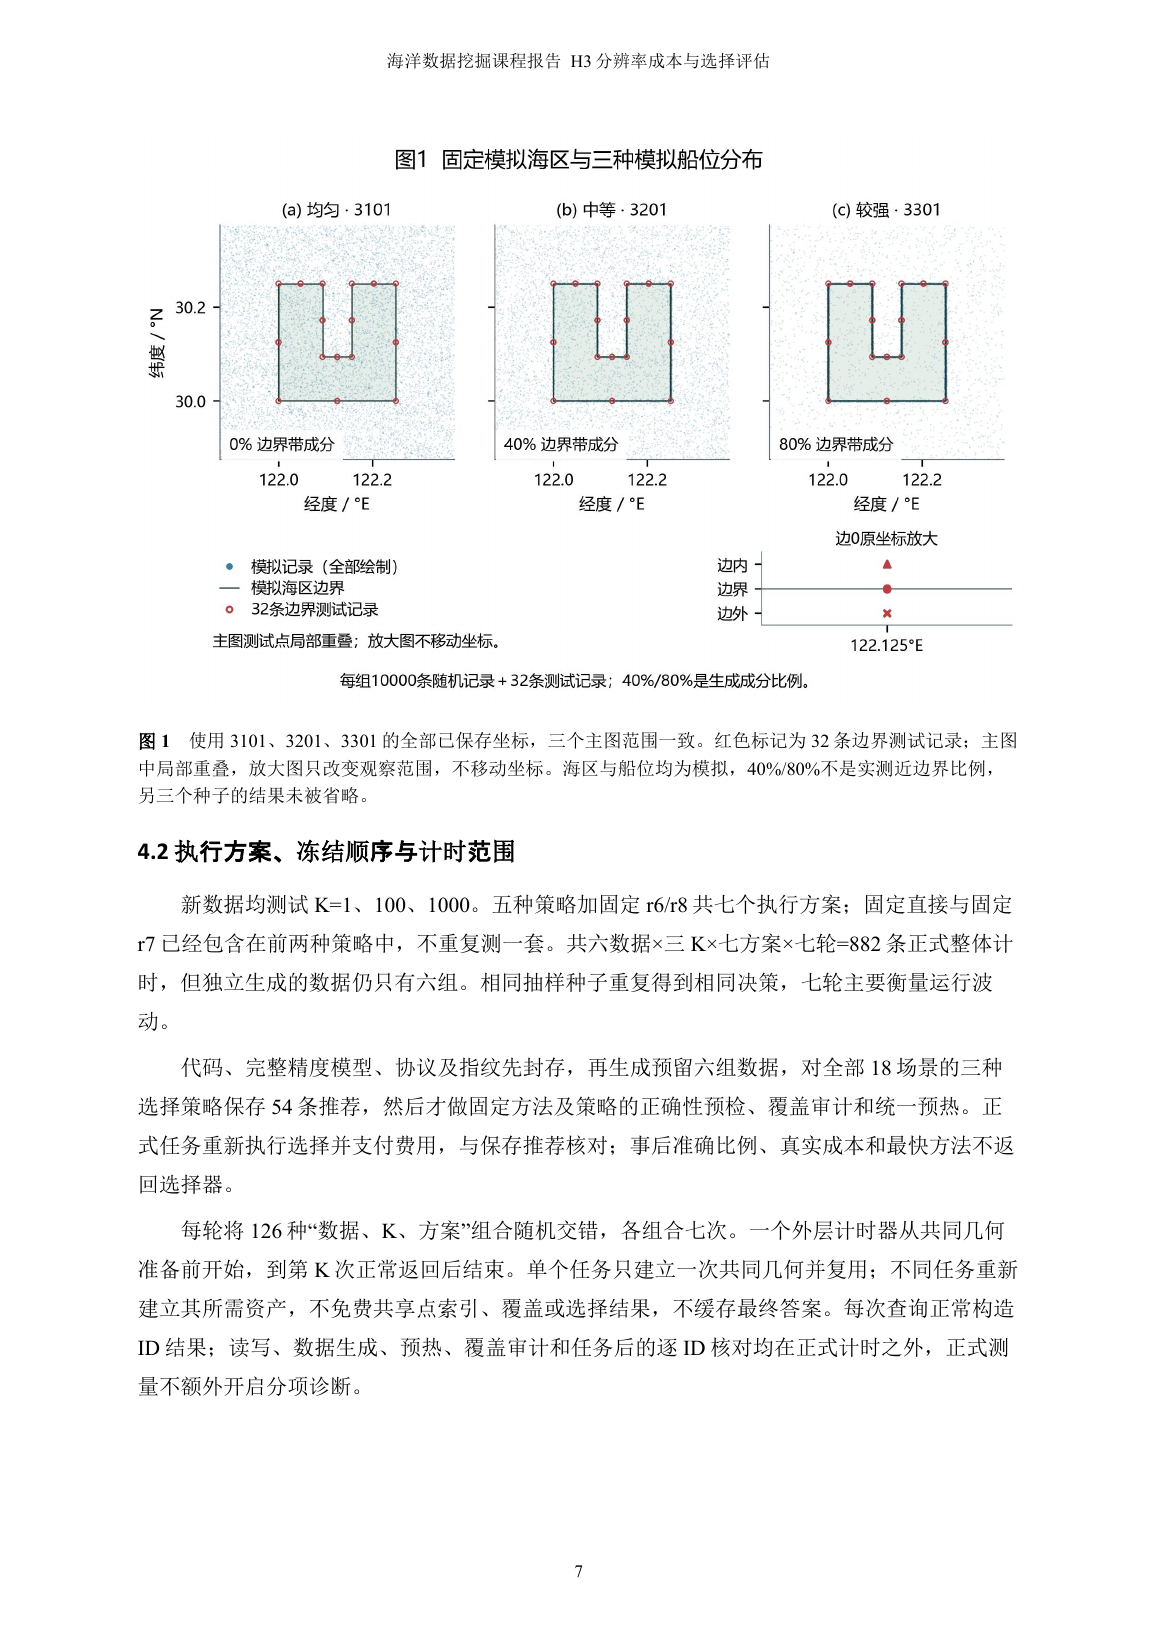 海洋数据挖掘课程报告 H3 分辨率成本与选择评估
图1 固定模拟海区与三种模拟船位分布
(a) 均匀 · 3101
(b) 中等 · 3201
(c) 较强 · 3301
纬度 / °N
30.2
30.0
0% 边界带成分
40% 边界带成分
80% 边界带成分
122.0 122.2
122.0 122.2
122.0 122.2
经度 / °E
经度 / °E
经度 / °E
模拟记录（全部绘制）
模拟海区边界
32条边界测试记录
主图测试点局部重叠；放大图不移动坐标。
边0原坐标放大
边内
边界
边外
122.125°E
每组10000条随机记录 + 32条测试记录；40%/80%是生成成分比例。
图 1 使用 3101、3201、3301 的全部已保存坐标，三个主图范围一致。红色标记为 32 条边界测试记录；主图
中局部重叠，放大图只改变观察范围，不移动坐标。海区与船位均为模拟，40%/80%不是实测近边界比例，
另三个种子的结果未被省略。
4.2 执行方案、冻结顺序与计时范围
新数据均测试 K=1、100、1000。五种策略加固定 r6/r8 共七个执行方案；固定直接与固定
r7 已经包含在前两种策略中，不重复测一套。共六数据×三 K×七方案×七轮=882 条正式整体计
时，但独立生成的数据仍只有六组。相同抽样种子重复得到相同决策，七轮主要衡量运行波
动。
代码、完整精度模型、协议及指纹先封存，再生成预留六组数据，对全部 18 场景的三种
选择策略保存 54 条推荐，然后才做固定方法及策略的正确性预检、覆盖审计和统一预热。正
式任务重新执行选择并支付费用，与保存推荐核对；事后准确比例、真实成本和最快方法不返
回选择器。
每轮将 126 种“数据、K、方案”组合随机交错，各组合七次。一个外层计时器从共同几何
准备前开始，到第 K 次正常返回后结束。单个任务只建立一次共同几何并复用；不同任务重新
建立其所需资产，不免费共享点索引、覆盖或选择结果，不缓存最终答案。每次查询正常构造
ID 结果；读写、数据生成、预热、覆盖审计和任务后的逐 ID 核对均在正式计时之外，正式测
量不额外开启分项诊断。
7